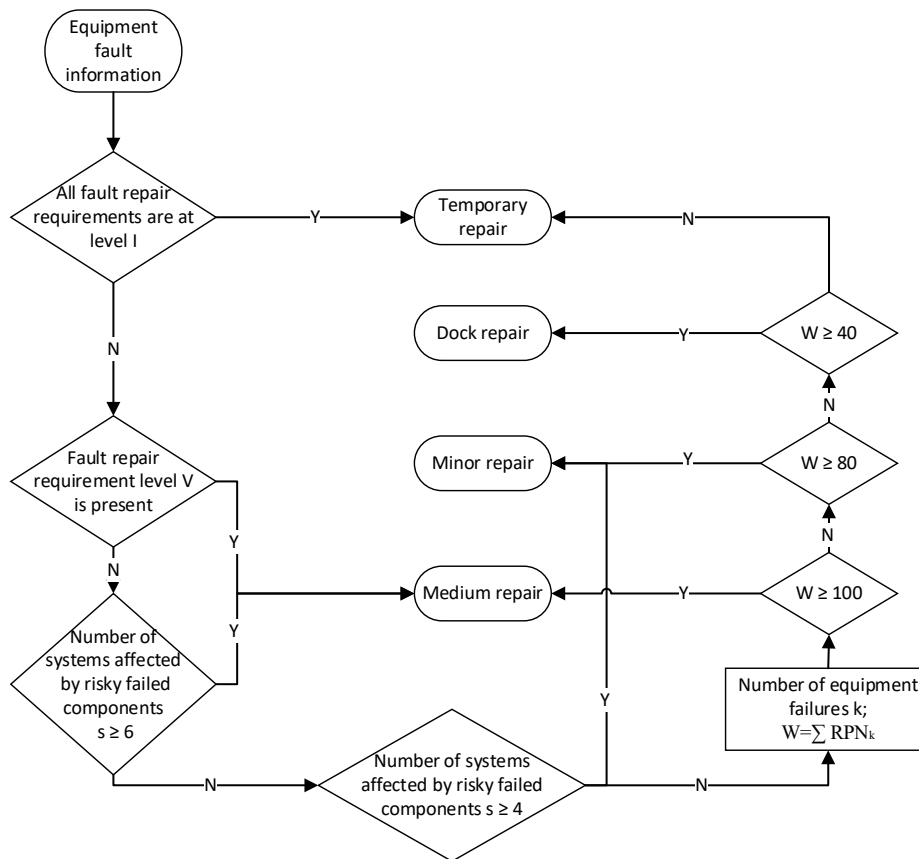 Equipment
fault
information
All fault repair
requirements are at
level I
Y
Temporary
repair
N
Dock repair
Y
W ≥ 40
N
N
Fault repair
requirement level V
is present
Minor repair
Y
W ≥ 80
Y
N
N
Medium repair
Y
W ≥ 100
Number of
systems affected
by risky failed
components
s ≥ 6
Y
Number of equipment
failures k;
W=∑ RPNₖ
Y
N
Number of systems
affected by risky failed
components s ≥ 4
N